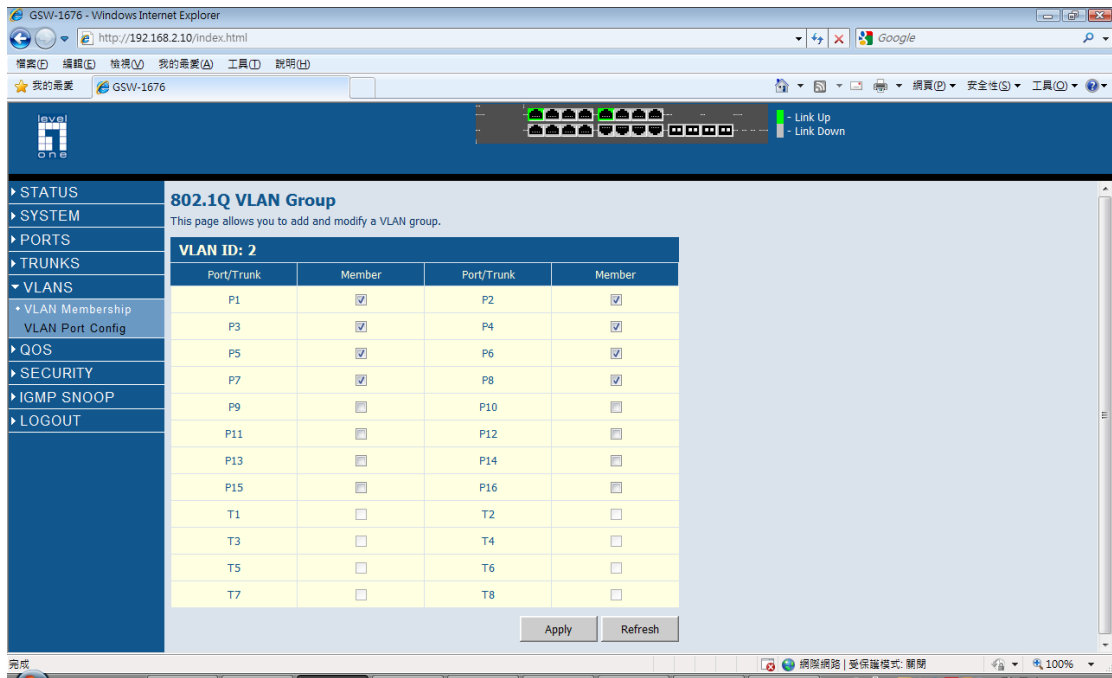 GSW-1676 - Windows Internet Explorer
http://192.168.2.10/index.html
Google
檔案(F) 編輯(E) 檢視(V) 我的最愛(A) 工具(T) 說明(H)
我的最愛 GSW-1676 網頁(P) 安全性(S) 工具(O)
level one
- Link Up
- Link Down
STATUS
SYSTEM
PORTS
TRUNKS
VLANS
VLAN Membership
VLAN Port Config
QOS
SECURITY
IGMP SNOOP
LOGOUT
802.1Q VLAN Group
This page allows you to add and modify a VLAN group.
VLAN ID: 2
Port/Trunk Member Port/Trunk Member
P1 P2
P3 P4
P5 P6
P7 P8
P9 P10
P11 P12
P13 P14
P15 P16
T1 T2
T3 T4
T5 T6
T7 T8
Apply Refresh
完成 網際網路 | 受保護模式: 關閉 100%